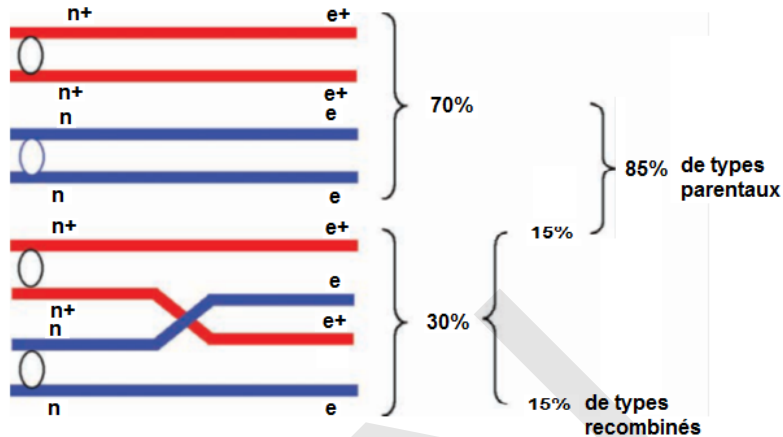 n+ e+
n+ e+
n e
70%
n e
85% de types
parentaux
n+ e+
15%
e
n+
n e+
30%
n e
15% de types
recombinés